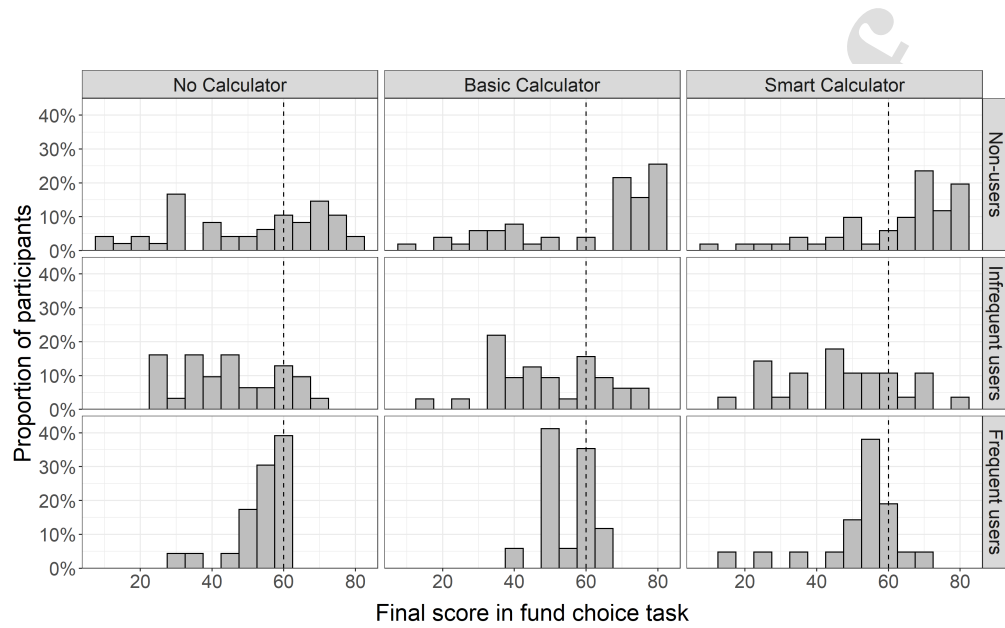 No Calculator Basic Calculator Smart Calculator
40%
30%
20%
10%
0%
Non-users
40%
30%
20%
10%
0%
Infrequent users
40%
30%
20%
10%
0%
Frequent users
Proportion of participants
20 40 60 80 20 40 60 80 20 40 60 80
Final score in fund choice task